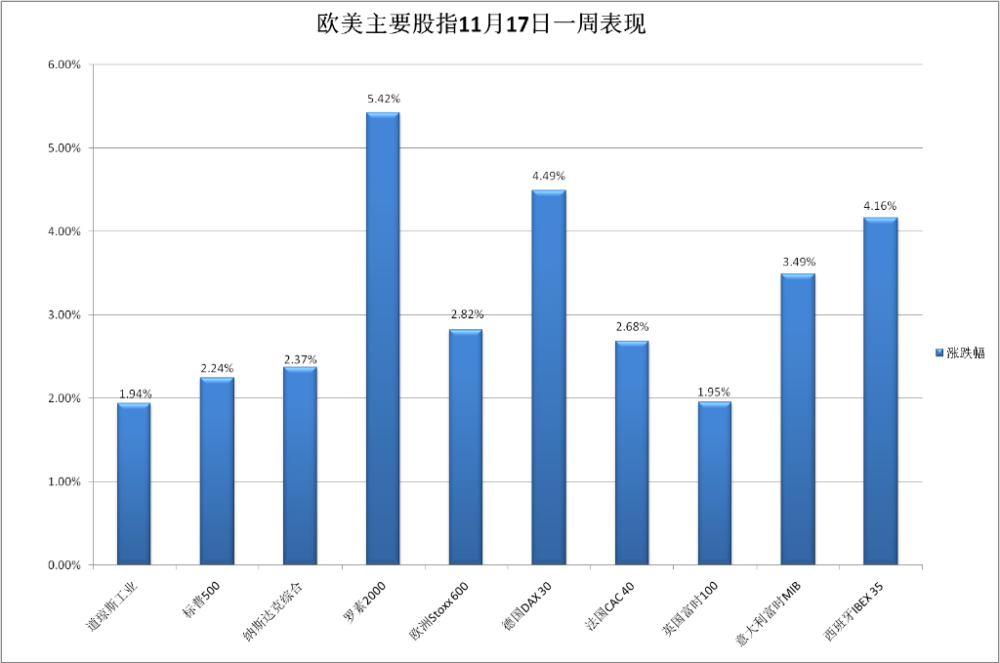 欧美主要股指11月17日一周表现
6.00%
5.00%
4.00%
3.00%
2.00%
1.00%
0.00%
1.94%
2.24%
2.37%
5.42%
2.82%
4.49%
2.68%
1.95%
3.49%
4.16%
道琼斯工业
标普500
纳斯达克综合
罗素2000
欧洲Stoxx600
德国DAX 30
法国CAC 40
英国富时100
意大利富时MIB
西班牙IBEX 35
涨跌幅